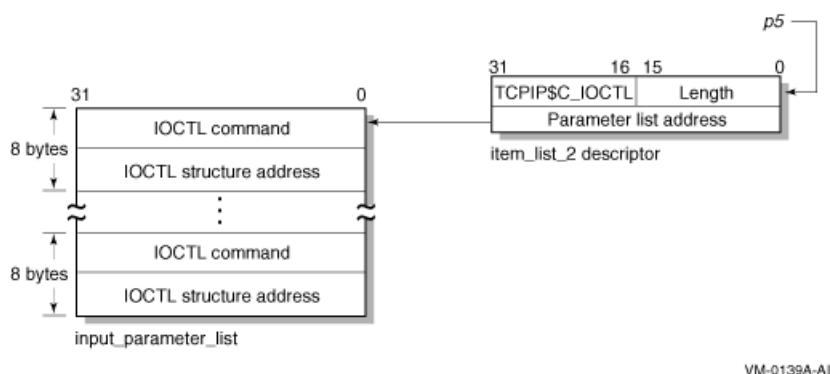 p5
31 16 15 0
TCPIP$C_IOCTL Length
Parameter list address
item_list_2 descriptor
31 0
8 bytes
IOCTL command
IOCTL structure address
8 bytes
IOCTL command
IOCTL structure address
input_parameter_list
VM-0139A-AI